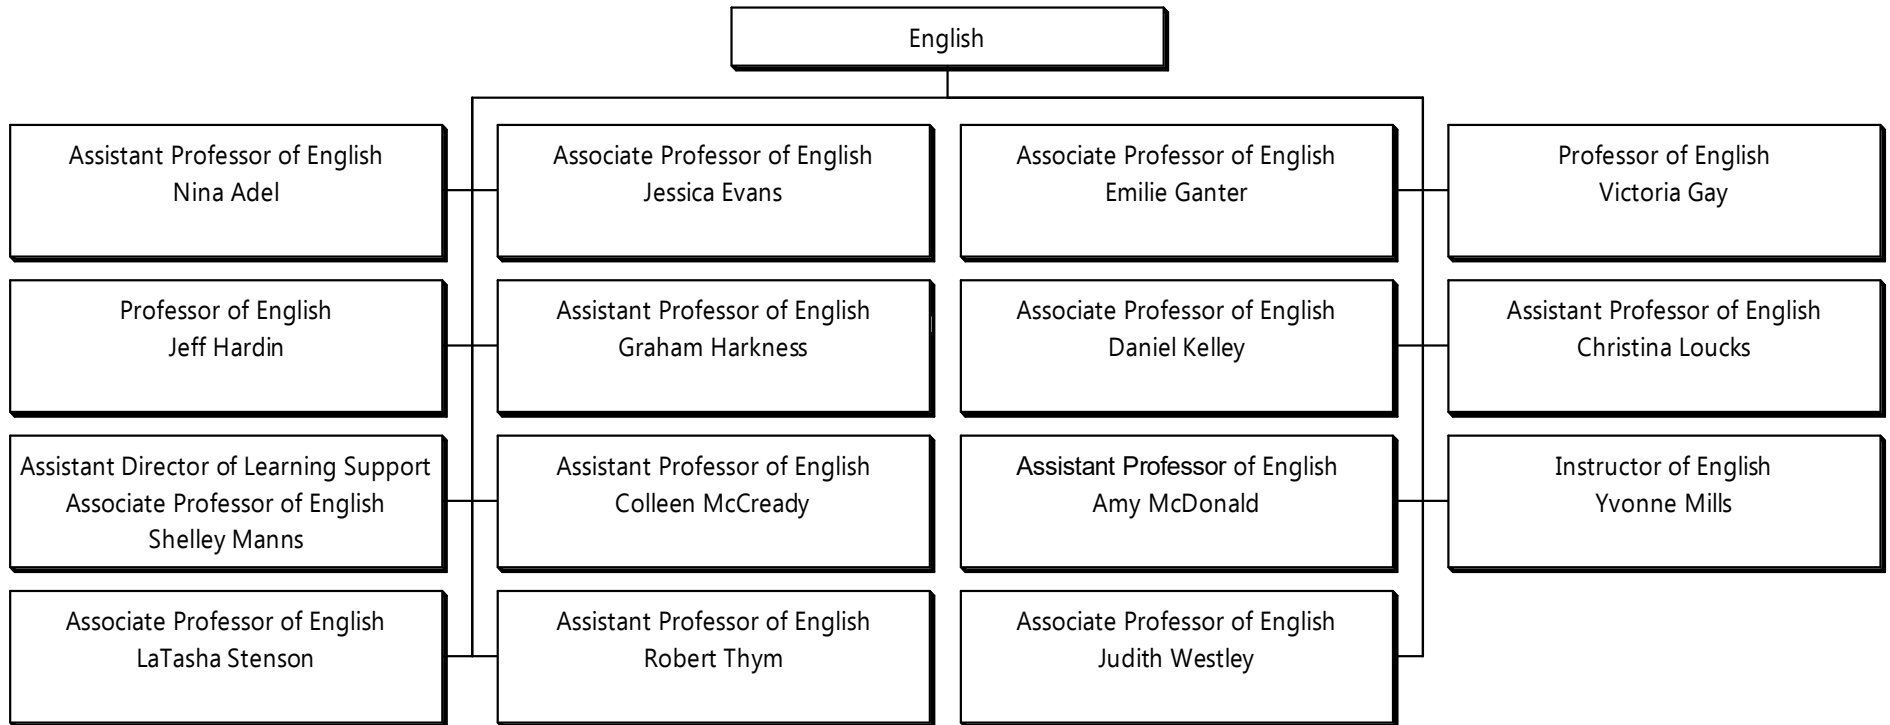 English
Assistant Professor of English
Nina Adel
Associate Professor of English
Jessica Evans
Associate Professor of English
Emilie Ganter
Professor of English
Victoria Gay
Professor of English
Jeff Hardin
Assistant Professor of English
Graham Harkness
Associate Professor of English
Daniel Kelley
Assistant Professor of English
Christina Loucks
Assistant Director of Learning Support
Associate Professor of English
Shelley Manns
Assistant Professor of English
Colleen McCready
Assistant Professor of English
Amy McDonald
Instructor of English
Yvonne Mills
Associate Professor of English
LaTasha Stenson
Assistant Professor of English
Robert Thym
Associate Professor of English
Judith Westley